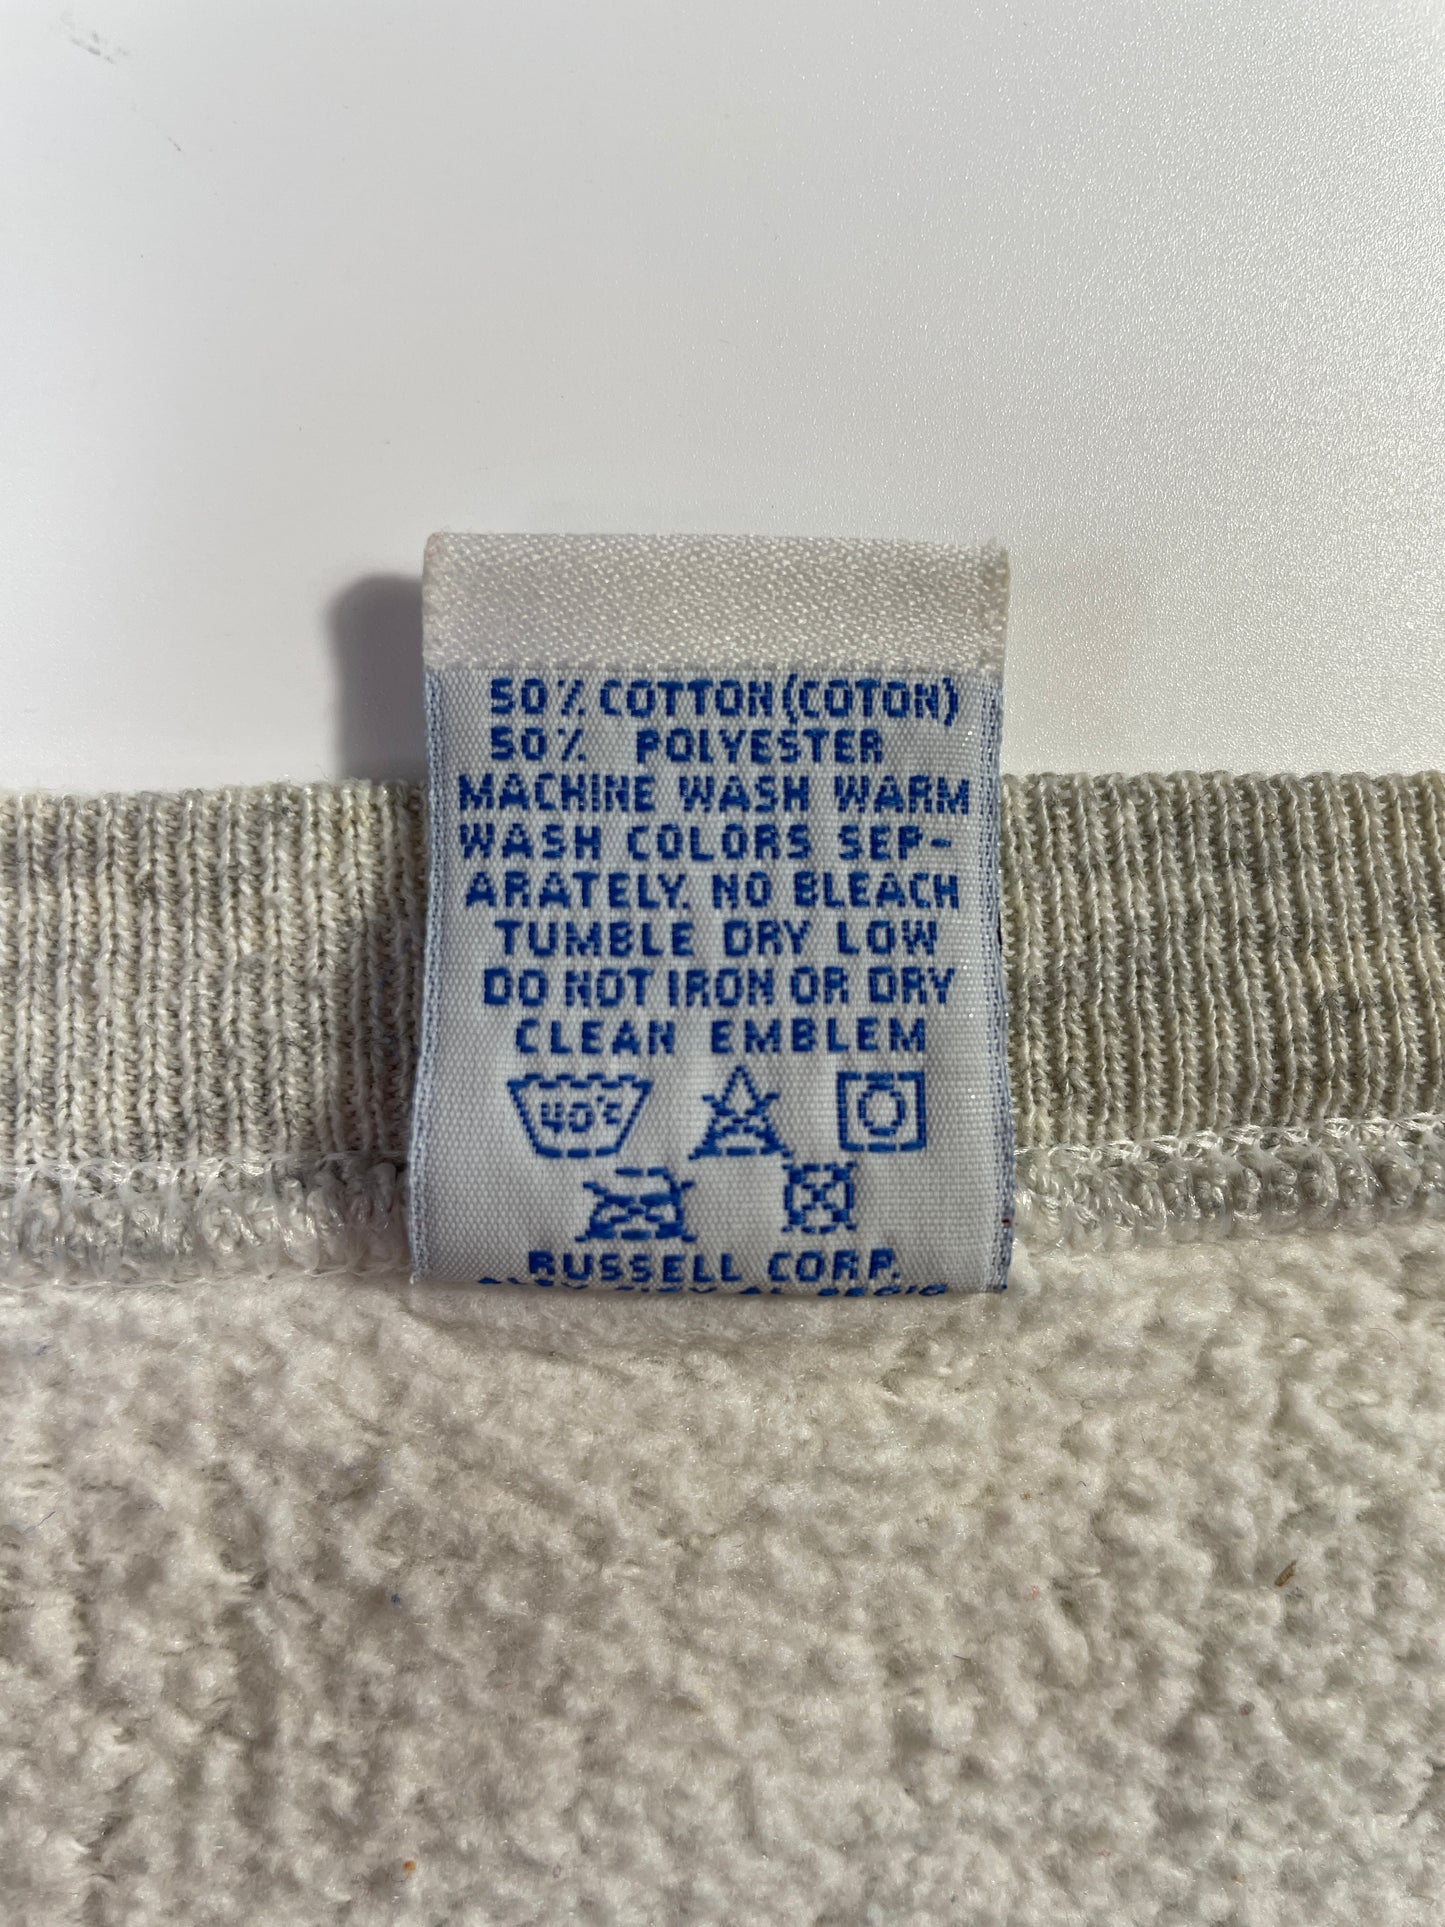 50% COTTON (COTON)
50% POLYESTER
MACHINE WASH WARM
WASH COLORS SEP-
ARATELY. NO BLEACH
TUMBLE DRY LOW
DO NOT IRON OR DRY
CLEAN EMBLEM
40°C
RUSSELL CORP.